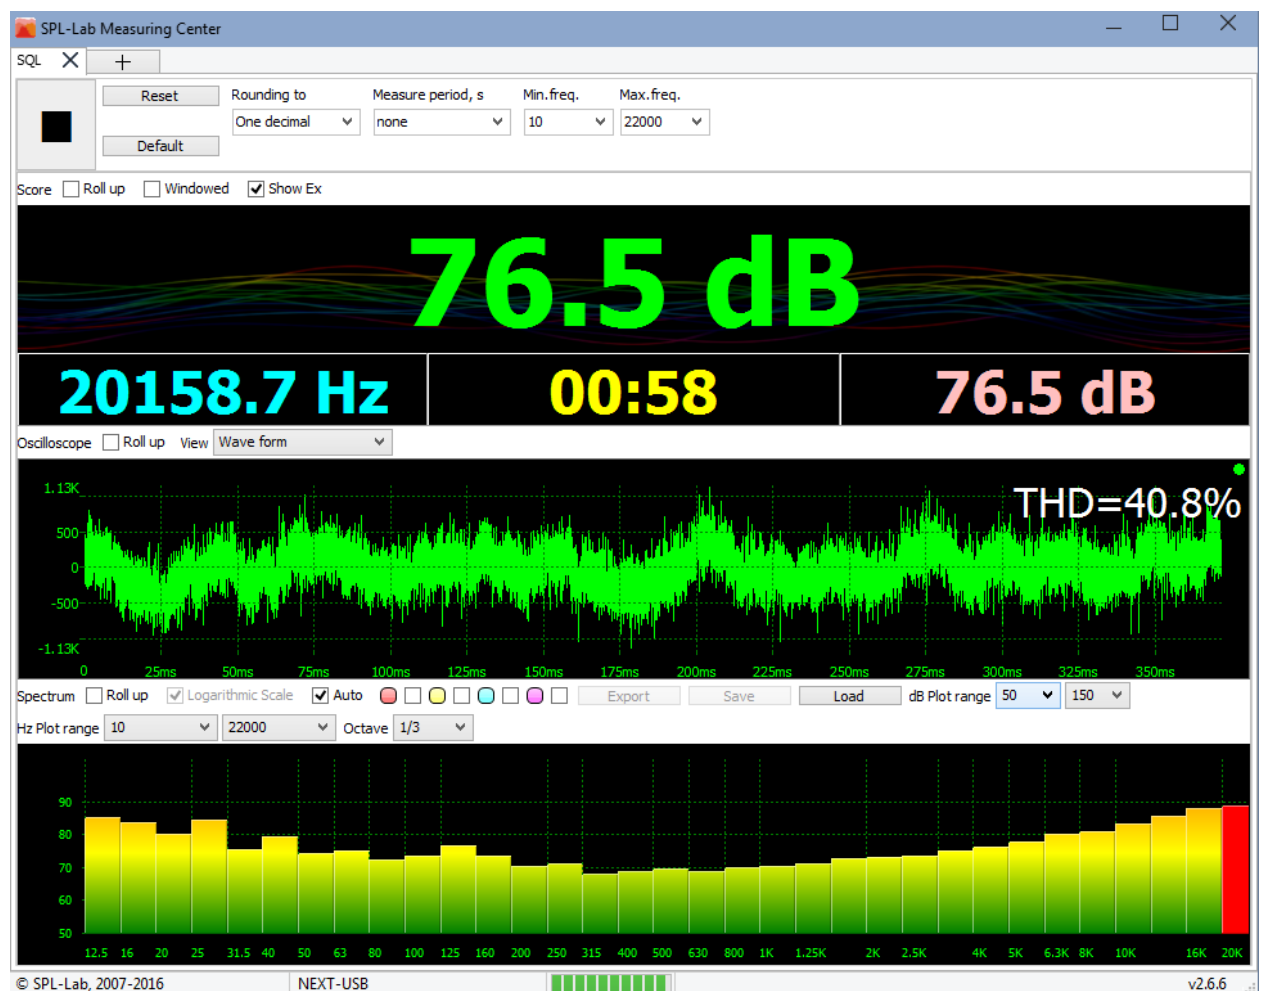 SPL-Lab Measuring Center
SQL +
Reset Rounding to Measure period, s Min.freq. Max.freq.
One decimal none 10 22000
Default
Score Roll up Windowed Show Ex
76.5 dB
20158.7 Hz 00:58 76.5 dB
Oscilloscope Roll up View Wave form
THD=40.8%
1.13K
500
0
-500
-1.13K
0 25ms 50ms 75ms 100ms 125ms 150ms 175ms 200ms 225ms 250ms 275ms 300ms 325ms 350ms
Spectrum Roll up Logarithmic Scale Auto Export Save Load dB Plot range 50 150
Hz Plot range 10 22000 Octave 1/3
90
80
70
60
50
12.5 16 20 25 31.5 40 50 63 80 100 125 160 200 250 315 400 500 630 800 1K 1.25K 2K 2.5K 4K 5K 6.3K 8K 10K 16K 20K
© SPL-Lab, 2007-2016 NEXT-USB v2.6.6